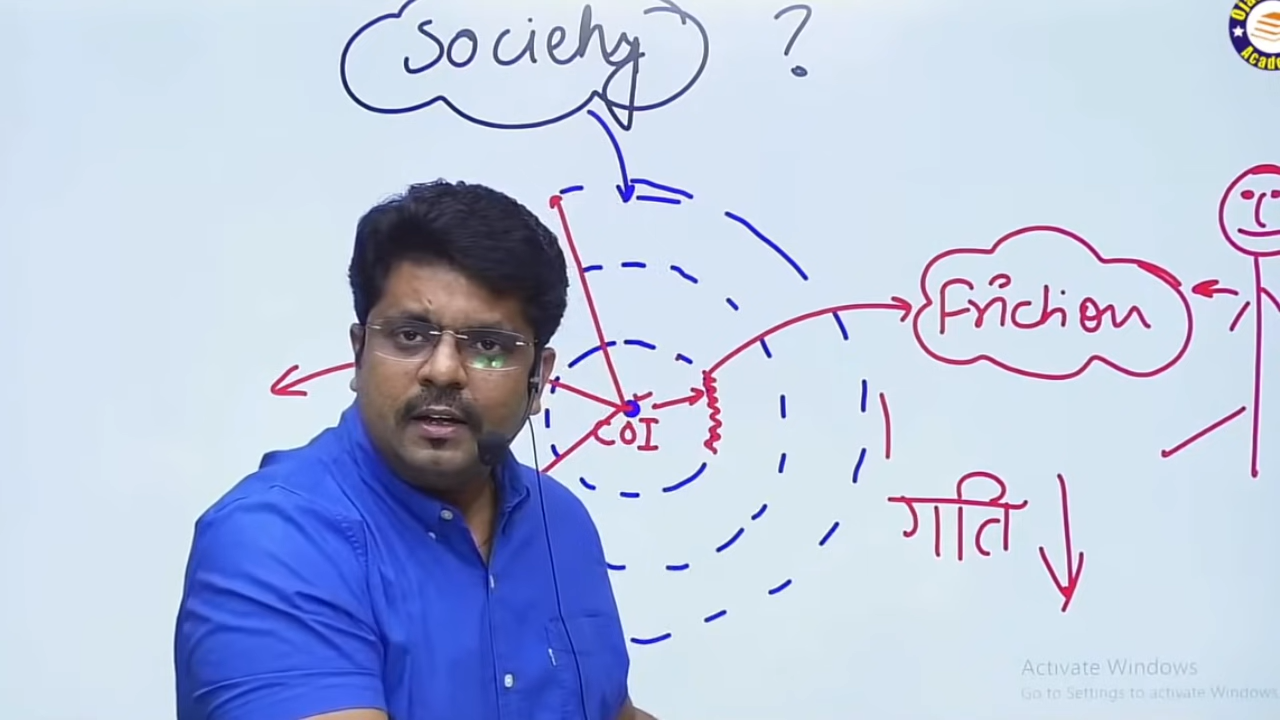 Society ?
Friction
COI
गति
Activate Windows
Go to Settings to activate Windows